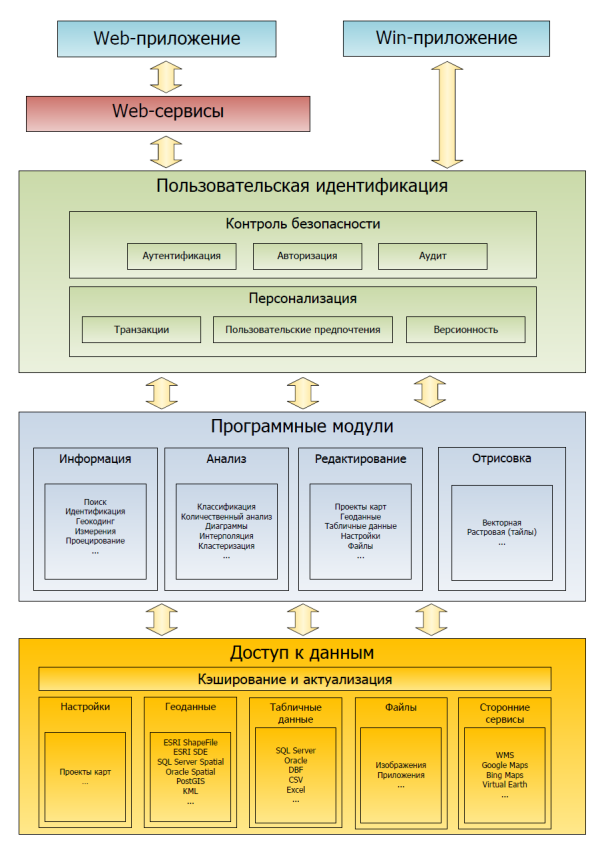 Web-приложение
Win-приложение
Web-сервисы
Пользовательская идентификация
Контроль безопасности
Аутентификация
Авторизация
Аудит
Персонализация
Транзакции
Пользовательские предпочтения
Версионность
Программные модули
Информация
Поиск
Идентификация
Геокодинг
Измерения
Проецирование
...
Анализ
Классификация
Количественный анализ
Диаграммы
Интерполяция
Кластеризация
...
Редактирование
Проекты карт
Геоданные
Табличные данные
Настройки
Файлы
...
Отрисовка
Векторная
Растровая (тайлы)
...
Доступ к данным
Кэширование и актуализация
Настройки
Проекты карт
...
Геоданные
ESRI ShapeFile
ESRI SDE
SQL Server Spatial
Oracle Spatial
PostGIS
KML
...
Табличные
данные
SQL Server
Oracle
DBF
CSV
Excel
...
Файлы
Изображения
Приложения
...
Сторонние
сервисы
WMS
Google Maps
Bing Maps
Virtual Earth
...